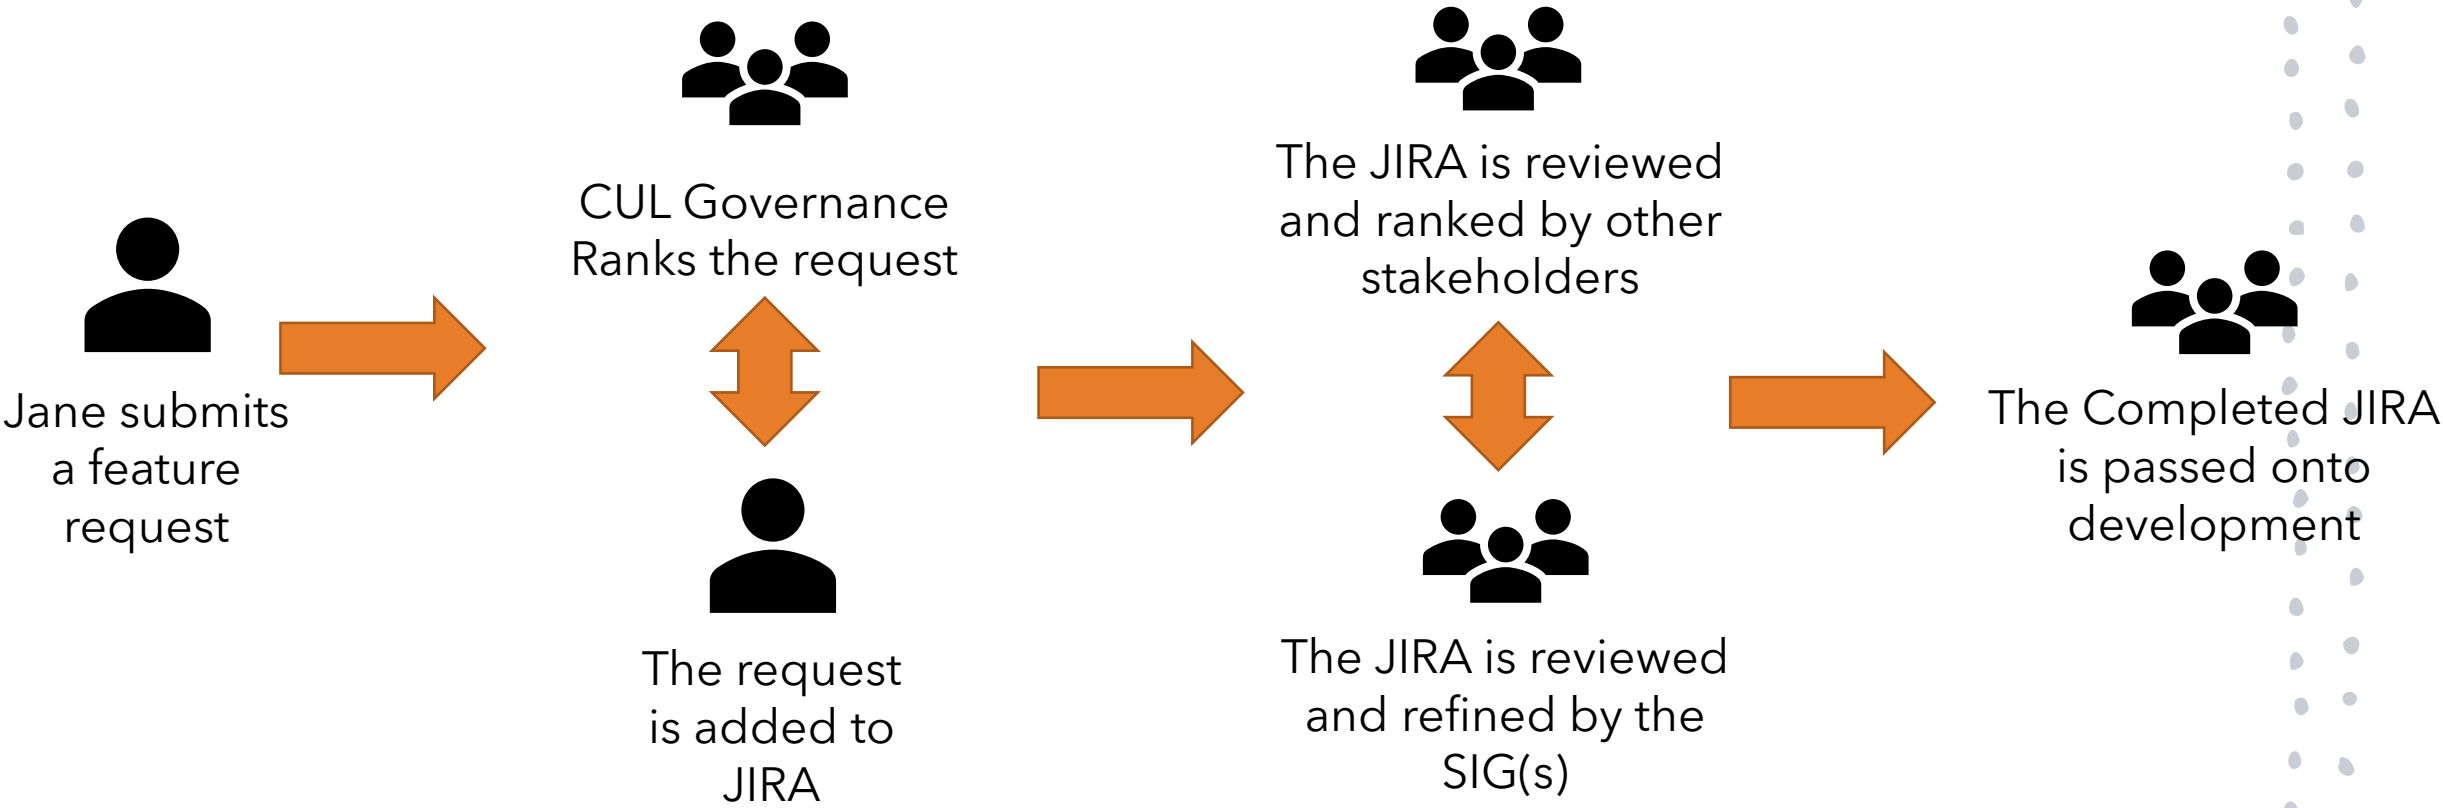 Jane submits
a feature
request
CUL Governance
Ranks the request
The request
is added to
JIRA
The JIRA is reviewed
and ranked by other
stakeholders
The JIRA is reviewed
and refined by the
SIG(s)
The Completed JIRA
is passed onto
development